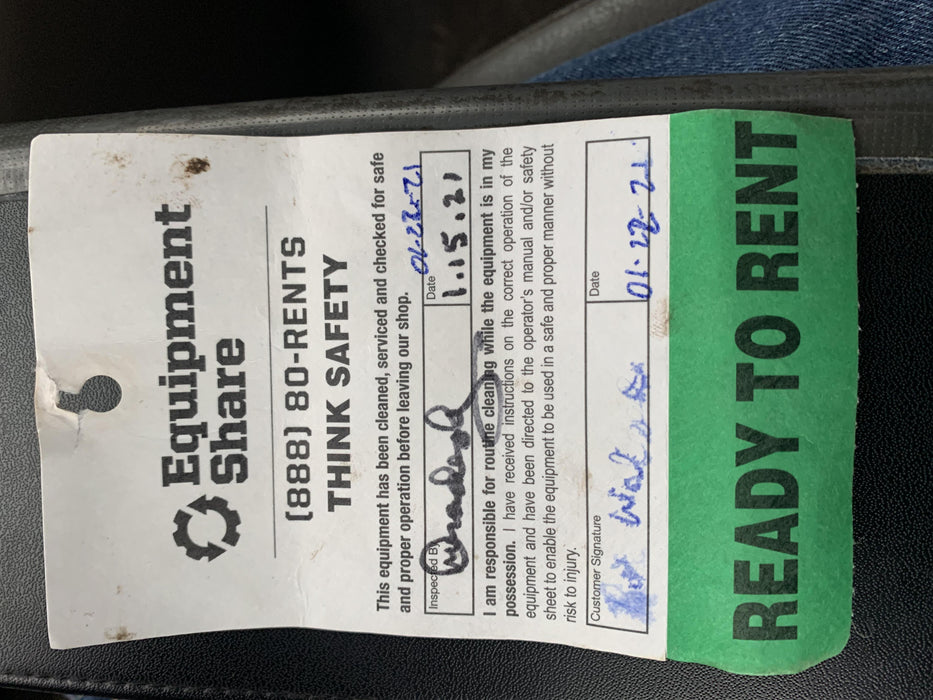 Equipment
Share
(888) 80-RENTS
THINK SAFETY
This equipment has been cleaned, serviced and checked for safe
and proper operation before leaving our shop.
Inspected By
Date
1.15.21
I am responsible for routine cleaning while the equipment is in my
possession. I have received instructions on the correct operation of the
equipment and have been directed to the operator's manual and/or safety
sheet to enable the equipment to be used in a safe and proper manner without
risk to injury.
Customer Signature
Date
READY TO RENT